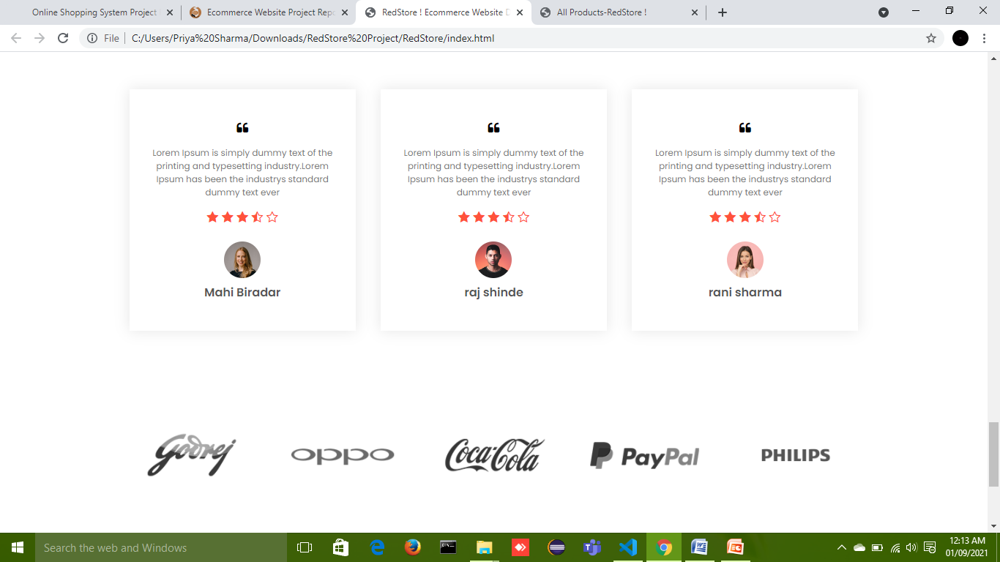 Online Shopping System Project
Ecommerce Website Project Repo
RedStore ! Ecommerce Website D
All Products-RedStore !
File
C:/Users/Priya%20Sharma/Downloads/RedStore%20Project/RedStore/index.html
Lorem Ipsum is simply dummy text of the
printing and typesetting industry.Lorem
Ipsum has been the industrys standard
dummy text ever
Mahi Biradar
Lorem Ipsum is simply dummy text of the
printing and typesetting industry.Lorem
Ipsum has been the industrys standard
dummy text ever
raj shinde
Lorem Ipsum is simply dummy text of the
printing and typesetting industry.Lorem
Ipsum has been the industrys standard
dummy text ever
rani sharma
Godrej
oppo
Coca-Cola
PayPal
PHILIPS
Search the web and Windows
12:13 AM
01/09/2021